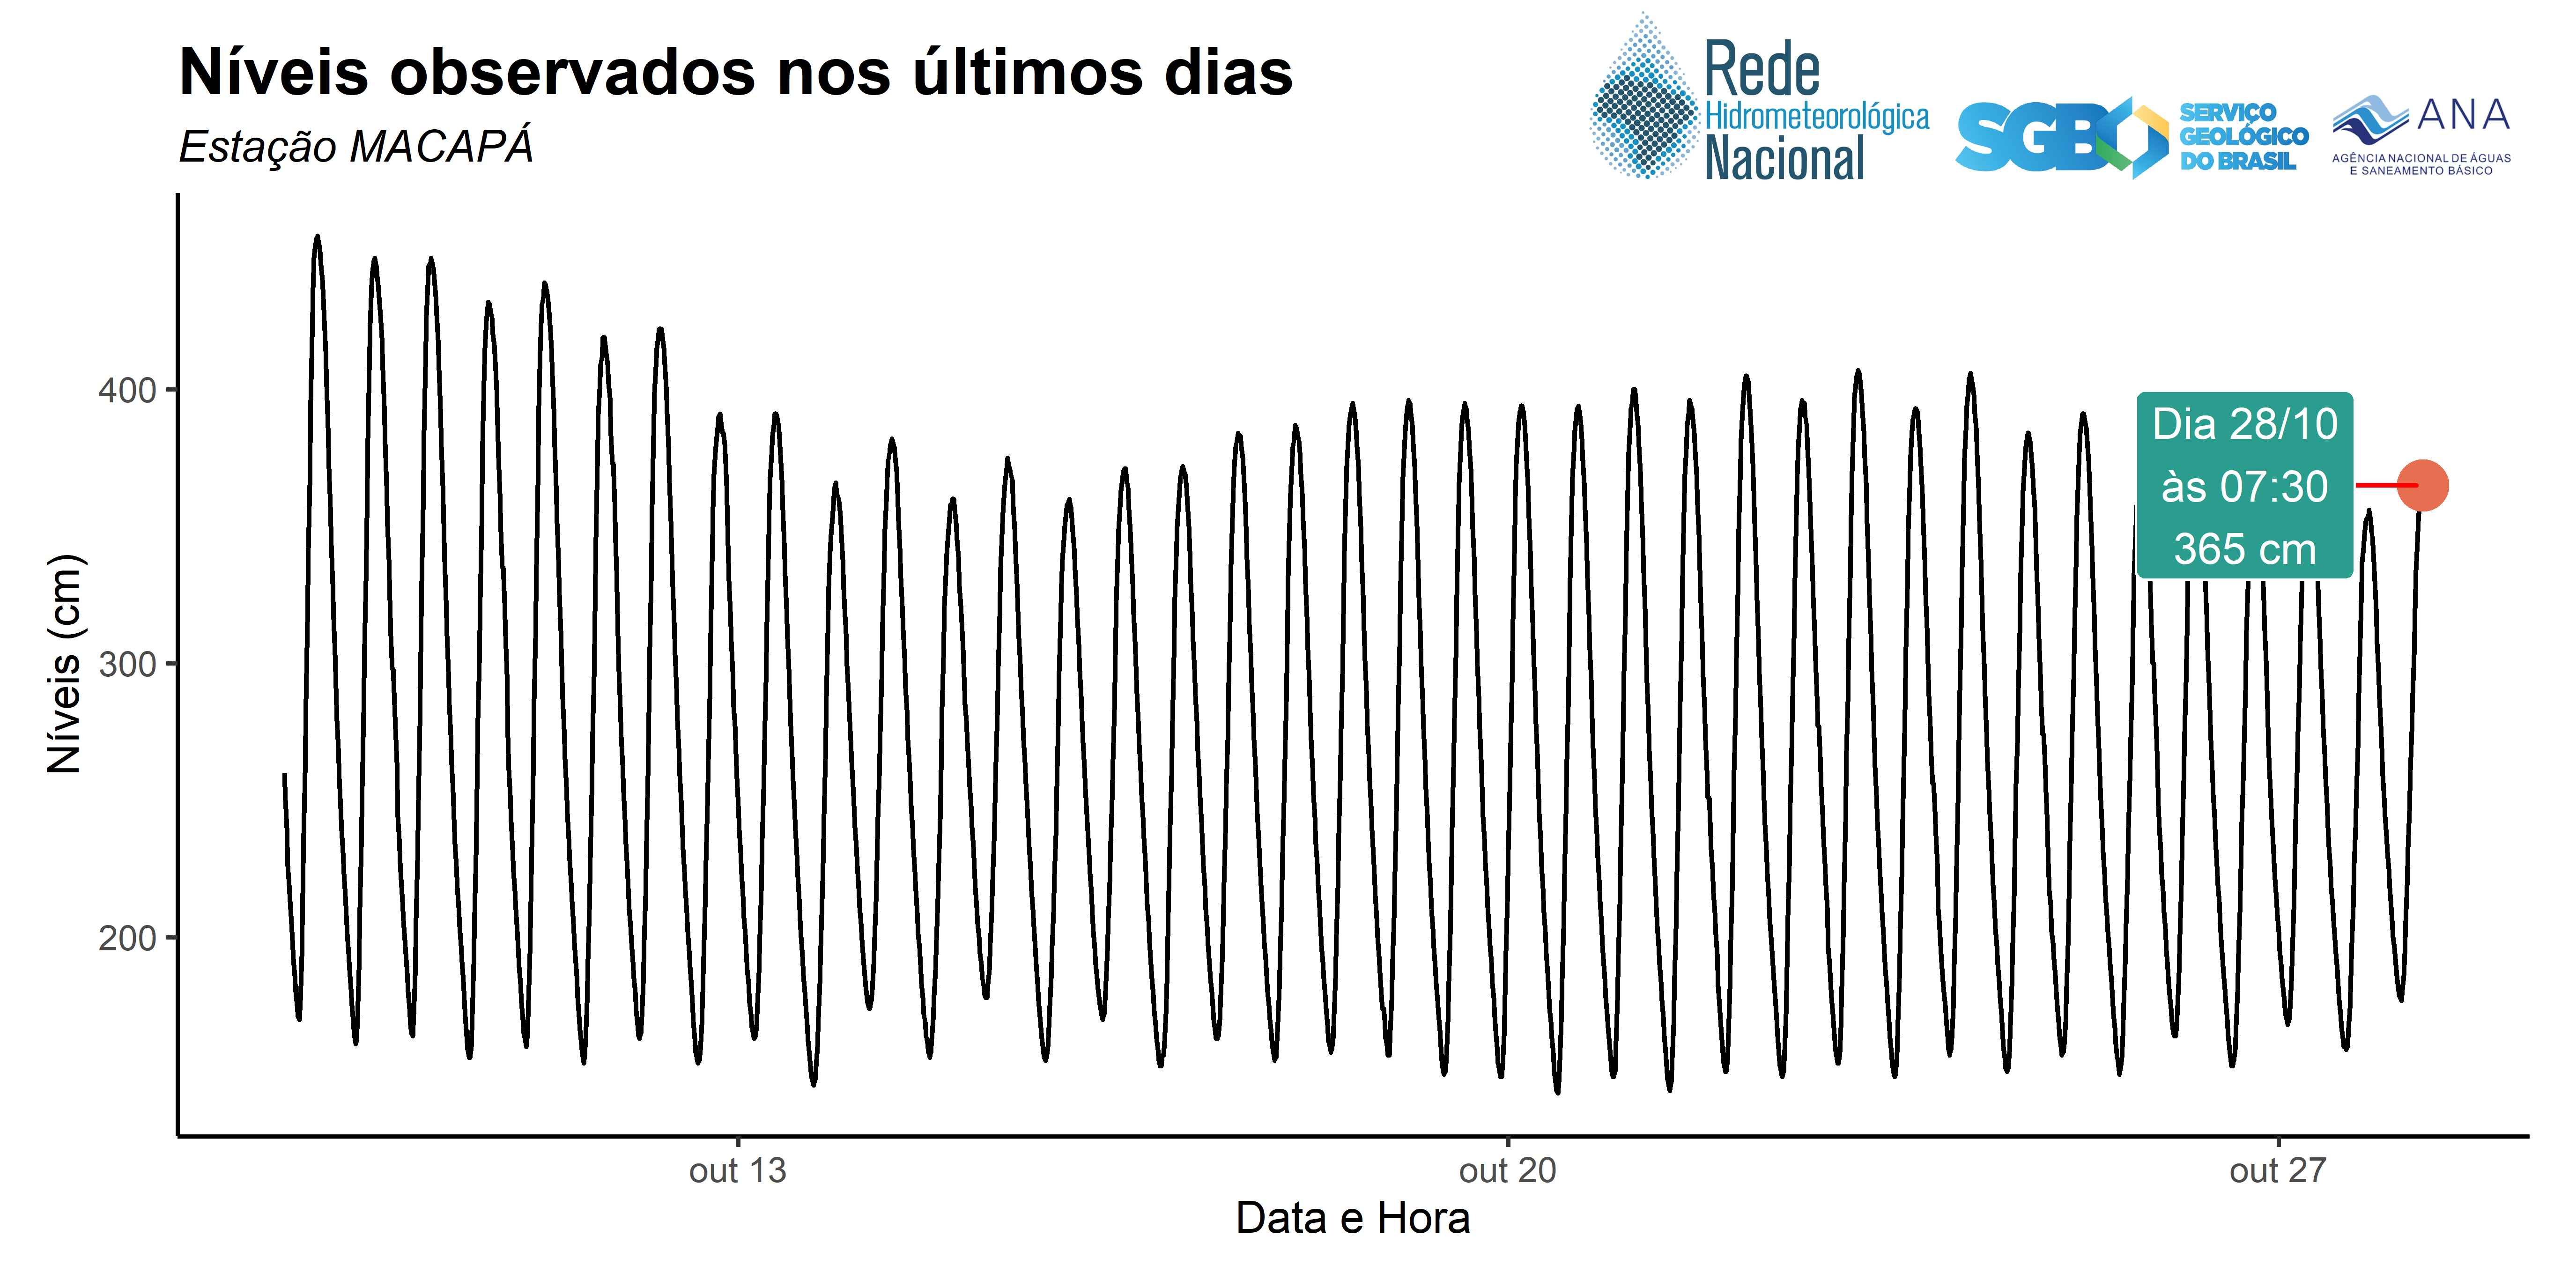 Níveis observados nos últimos dias
Estação MACAPÁ
Rede
Hidrometeorológica
Nacional
SGB
SERVIÇO
GEOLÓGICO
DO BRASIL
ANA
AGÊNCIA NACIONAL DE ÁGUAS
E SANEAMENTO BÁSICO
Níveis (cm)
400
300
200
Dia 28/10
às 07:30
365 cm
out 13
out 20
out 27
Data e Hora